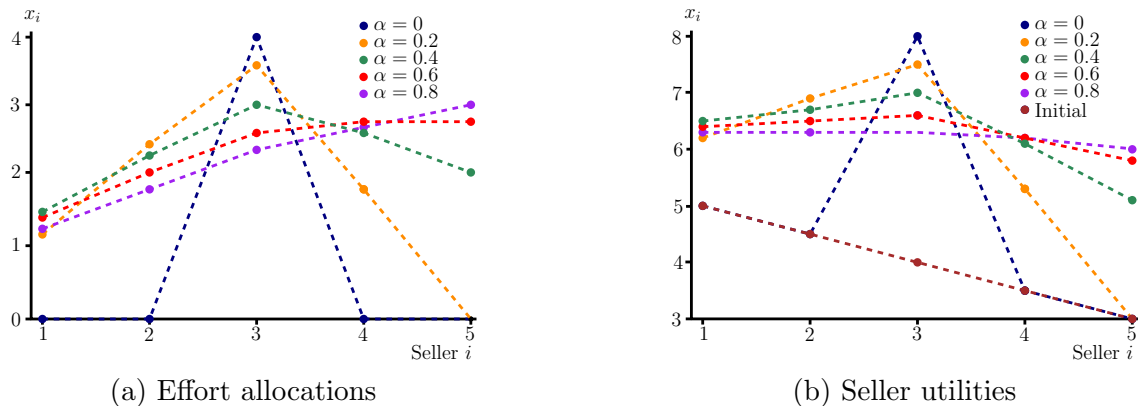 x_i
4
3
2
1
0
1 2 3 4 5
Seller i
α = 0
α = 0.2
α = 0.4
α = 0.6
α = 0.8
(a) Effort allocations
x_i
8
7
6
5
4
3
1 2 3 4 5
Seller i
α = 0
α = 0.2
α = 0.4
α = 0.6
α = 0.8
Initial
(b) Seller utilities